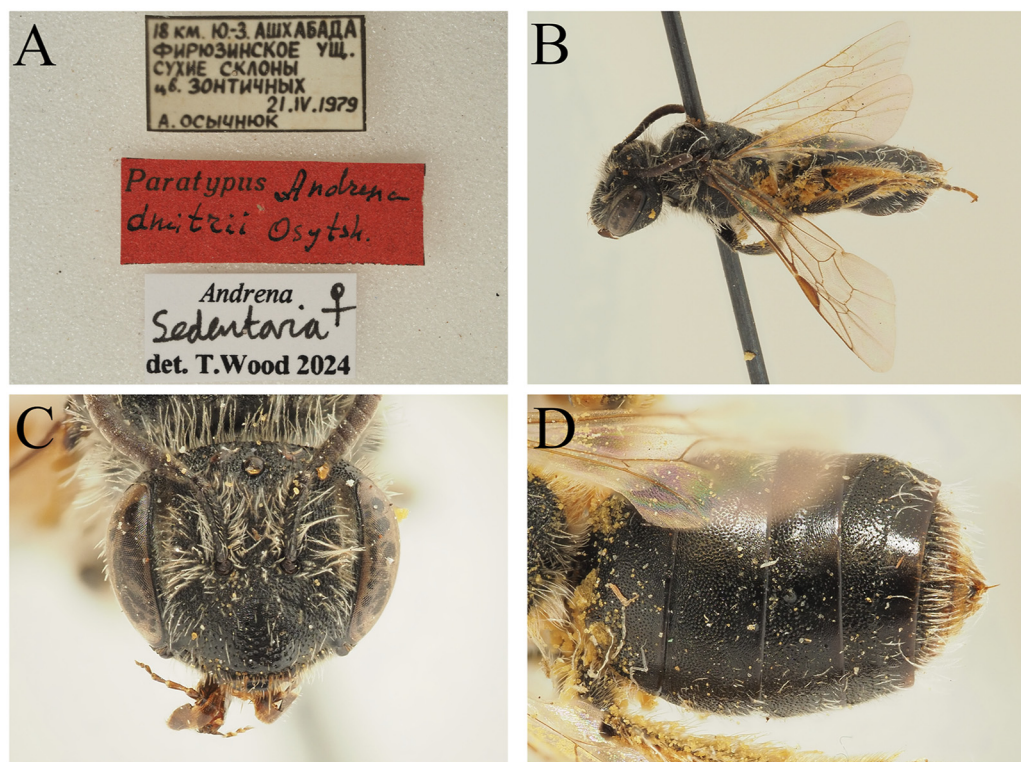 A
18 КМ. Ю-З. АШХАБАДА
ФИРЮЗИНСКОЕ УЩ.
СУХИЕ СКЛОНЫ
цв. ЗОНТИЧНЫХ
21.IV.1979
А. ОСЫЧНЮК
Paratypus Andrena
dmitrii Osytsh.
Andrena
Sedentaria ♀
det. T.Wood 2024
B
C
D